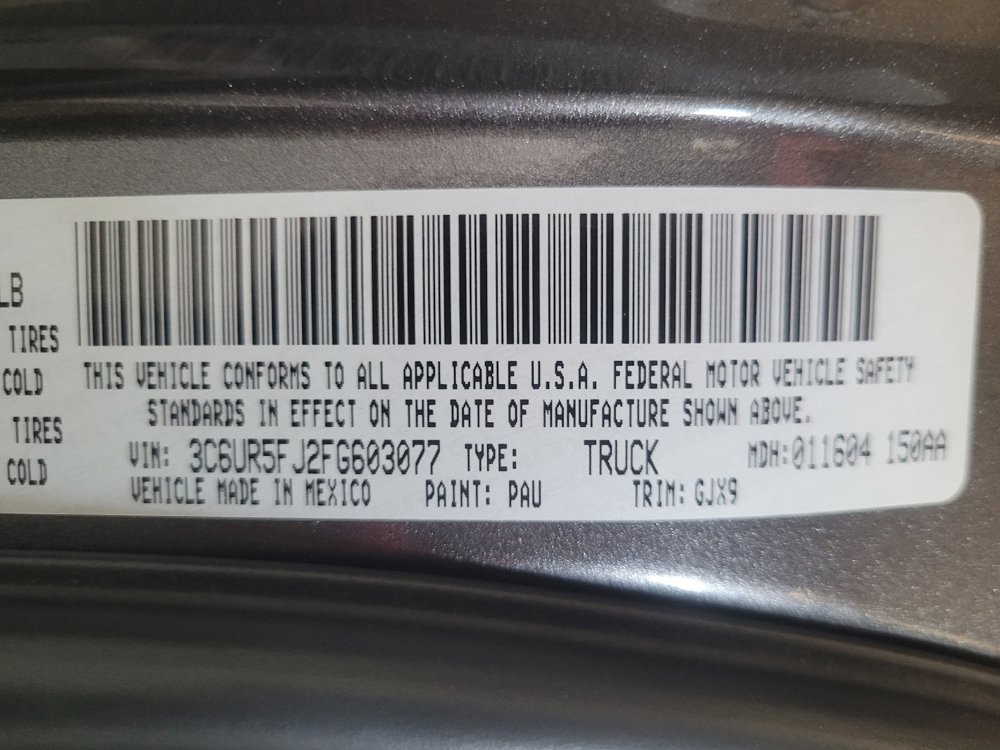 LB
TIRES
COLD
TIRES
COLD
THIS VEHICLE CONFORMS TO ALL APPLICABLE U.S.A. FEDERAL MOTOR VEHICLE SAFETY
STANDARDS IN EFFECT ON THE DATE OF MANUFACTURE SHOWN ABOVE.
VIN: 3C6UR5FJ2FG603077 TYPE: TRUCK MDH:011604 150AA
VEHICLE MADE IN MEXICO PAINT: PAU TRIM: GJX9